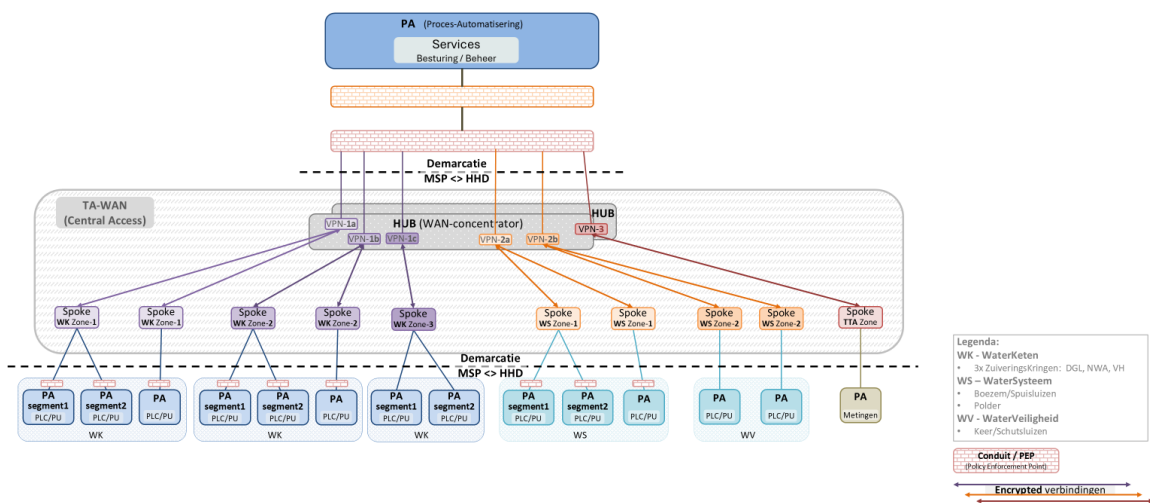 PA (Proces-Automatisering)
Services
Besturing / Beheer
Demarcatie
MSP <> HHD
TA-WAN
(Central Access)
HUB
HUB (WAN-concentrator)
VPN-1a
VPN-1b
VPN-1c
VPN-2a
VPN-2b
VPN-3
Spoke
WK Zone-1
Spoke
WK Zone-1
Spoke
WK Zone-2
Spoke
WK Zone-2
Spoke
WK Zone-3
Spoke
WS Zone-1
Spoke
WS Zone-1
Spoke
WS Zone-2
Spoke
WS Zone-2
Spoke
TTA Zone
Demarcatie
MSP <> HHD
PA
segment1
PLC/PU
PA
segment2
PLC/PU
PA
PLC/PU
WK
PA
segment1
PLC/PU
PA
segment2
PLC/PU
PA
PLC/PU
WK
PA
segment1
PLC/PU
PA
segment2
PLC/PU
WK
PA
segment1
PLC/PU
PA
segment2
PLC/PU
PA
PLC/PU
WS
PA
PLC/PU
PA
PLC/PU
WV
PA
Metingen
Legenda:
WK - WaterKeten
• 3x ZuiveringsKringen: DGL, NWA, VH
WS – WaterSysteem
• Boezem/Spuisluizen
• Polder
WV - WaterVeiligheid
• Keer/Schutsluizen
Conduit / PEP
(Policy Enforcement Point)
Encrypted verbindingen